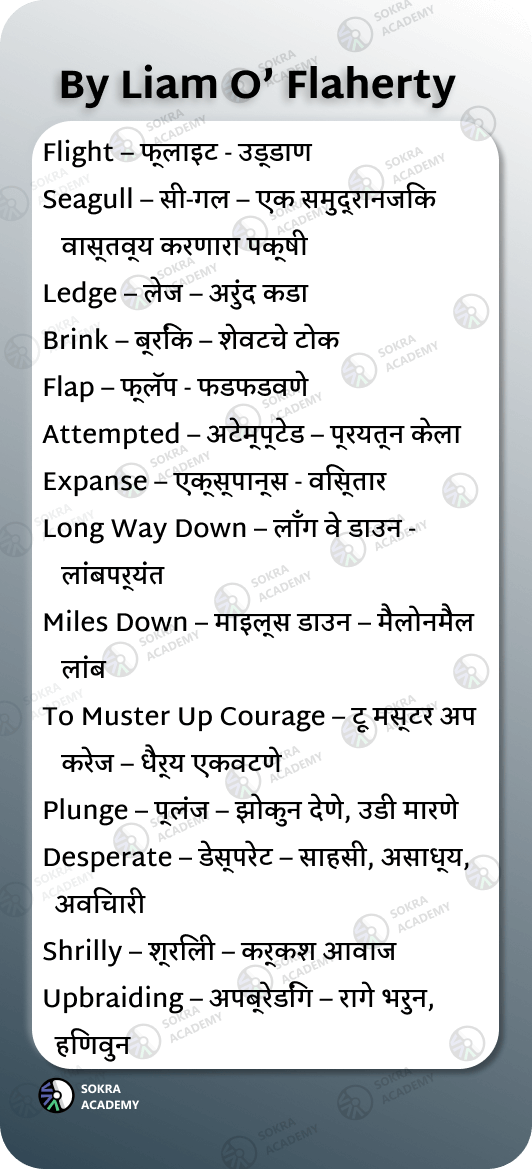 By Liam O’ Flaherty
Flight – फ्लाइट - उड्डाण
Seagull – सी-गल – एक समुद्रानजिक
वास्तव्य करणारा पक्षी
Ledge – लेज – अरुंद कडा
Brink – ब्रिंक – शेवटचे टोक
Flap – फ्लॅप - फडफडवणे
Attempted – अटेम्प्टेड – प्रयत्न केला
Expanse – एक्स्पान्स - विस्तार
Long Way Down – लाँग वे डाउन -
लांबपर्यंत
Miles Down – माइल्स डाउन – मैलोनमैल
लांब
To Muster Up Courage – टू मस्टर अप
करेज – धैर्य एकवटणे
Plunge – प्लंज – झोकुन देणे, उडी मारणे
Desperate – डेस्परेट – साहसी, असाध्य,
अविचारी
Shrilly – श्रिली – कर्कश आवाज
Upbraiding – अपब्रेडिंग – रागे भरुन,
हिणवुन
SOKRA
ACADEMY